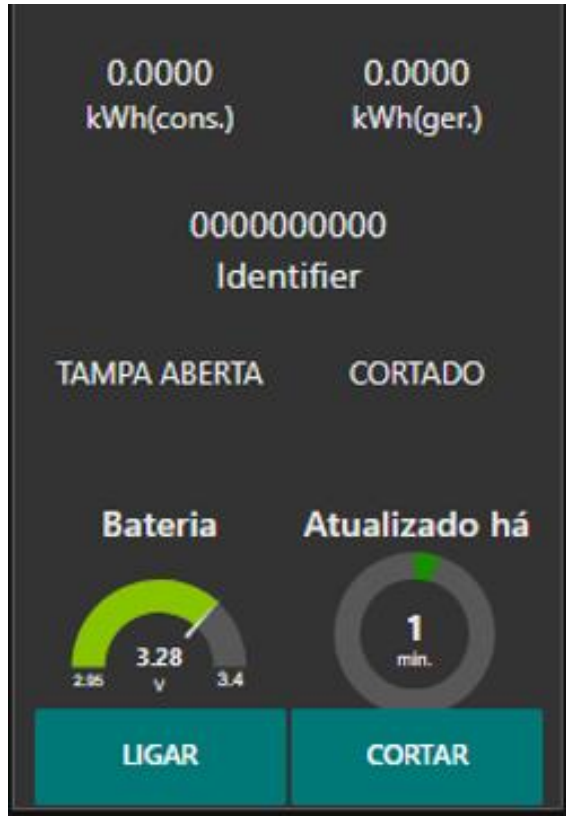 0.0000 0.0000
kWh(cons.) kWh(ger.)
0000000000
Identifier
TAMPA ABERTA CORTADO
Bateria Atualizado há
3.28 1
2.95 V 3.4 min.
LIGAR CORTAR